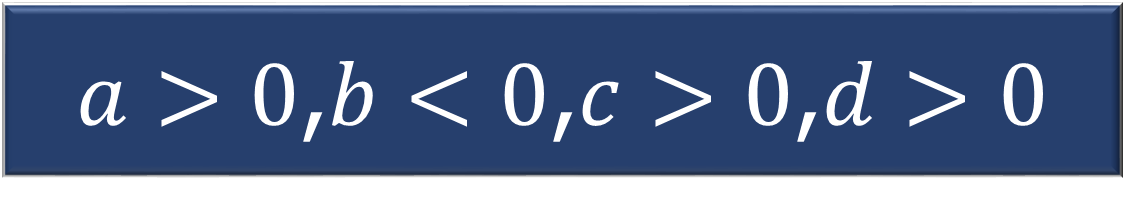 a > 0,b < 0,c > 0,d > 0